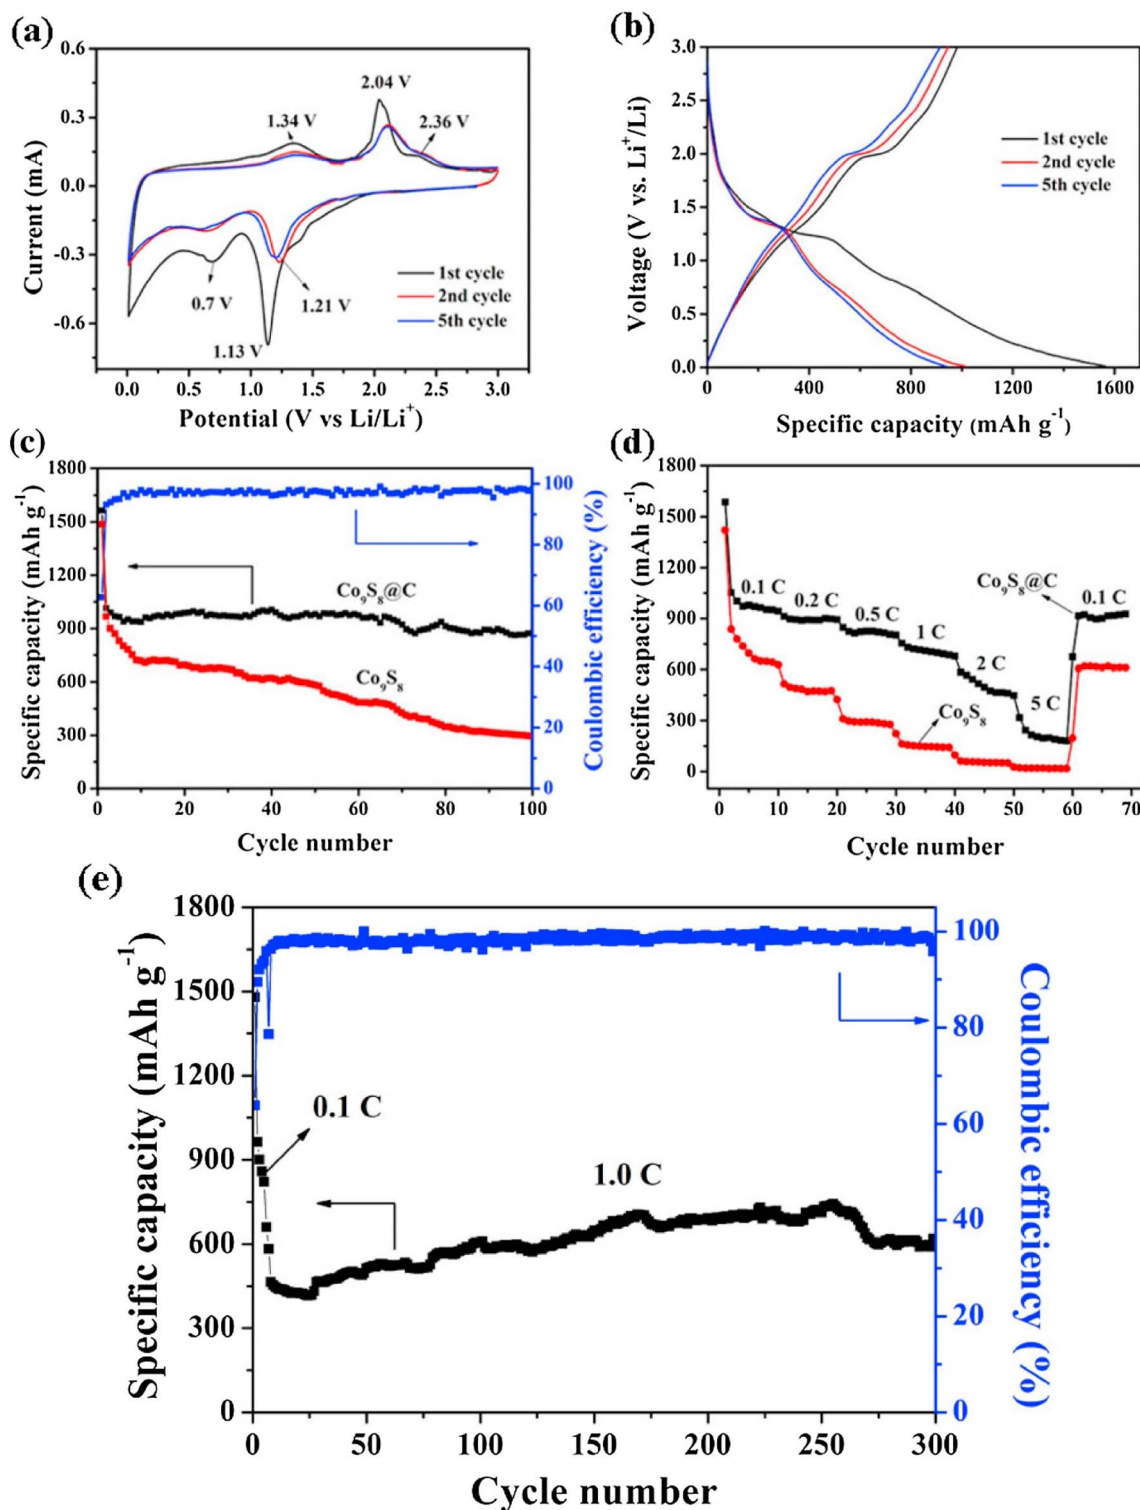 (a)
0.6
0.3
0.0
-0.3
-0.6
Current (mA)
1.34 V
2.04 V
2.36 V
0.7 V
1.13 V
1.21 V
1st cycle
2nd cycle
5th cycle
0.0 0.5 1.0 1.5 2.0 2.5 3.0
Potential (V vs Li/Li⁺)
(b)
3.0
2.5
2.0
1.5
1.0
0.5
0.0
Voltage (V vs. Li⁺/Li)
1st cycle
2nd cycle
5th cycle
0 400 800 1200 1600
Specific capacity (mAh g⁻¹)
(c)
1800
1500
1200
900
600
300
0
Specific capacity (mAh g⁻¹)
Co₉S₈@C
Co₉S₈
100
80
60
40
20
0
Coulombic efficiency (%)
0 20 40 60 80 100
Cycle number
(d)
1800
1500
1200
900
600
300
0
Specific capacity (mAh g⁻¹)
0.1 C
0.2 C
0.5 C
1 C
2 C
5 C
Co₉S₈@C
0.1 C
Co₉S₈
0 10 20 30 40 50 60 70
Cycle number
(e)
1800
1500
1200
900
600
300
0
Specific capacity (mAh g⁻¹)
0.1 C
1.0 C
100
80
60
40
20
0
Coulombic efficiency (%)
0 50 100 150 200 250 300
Cycle number